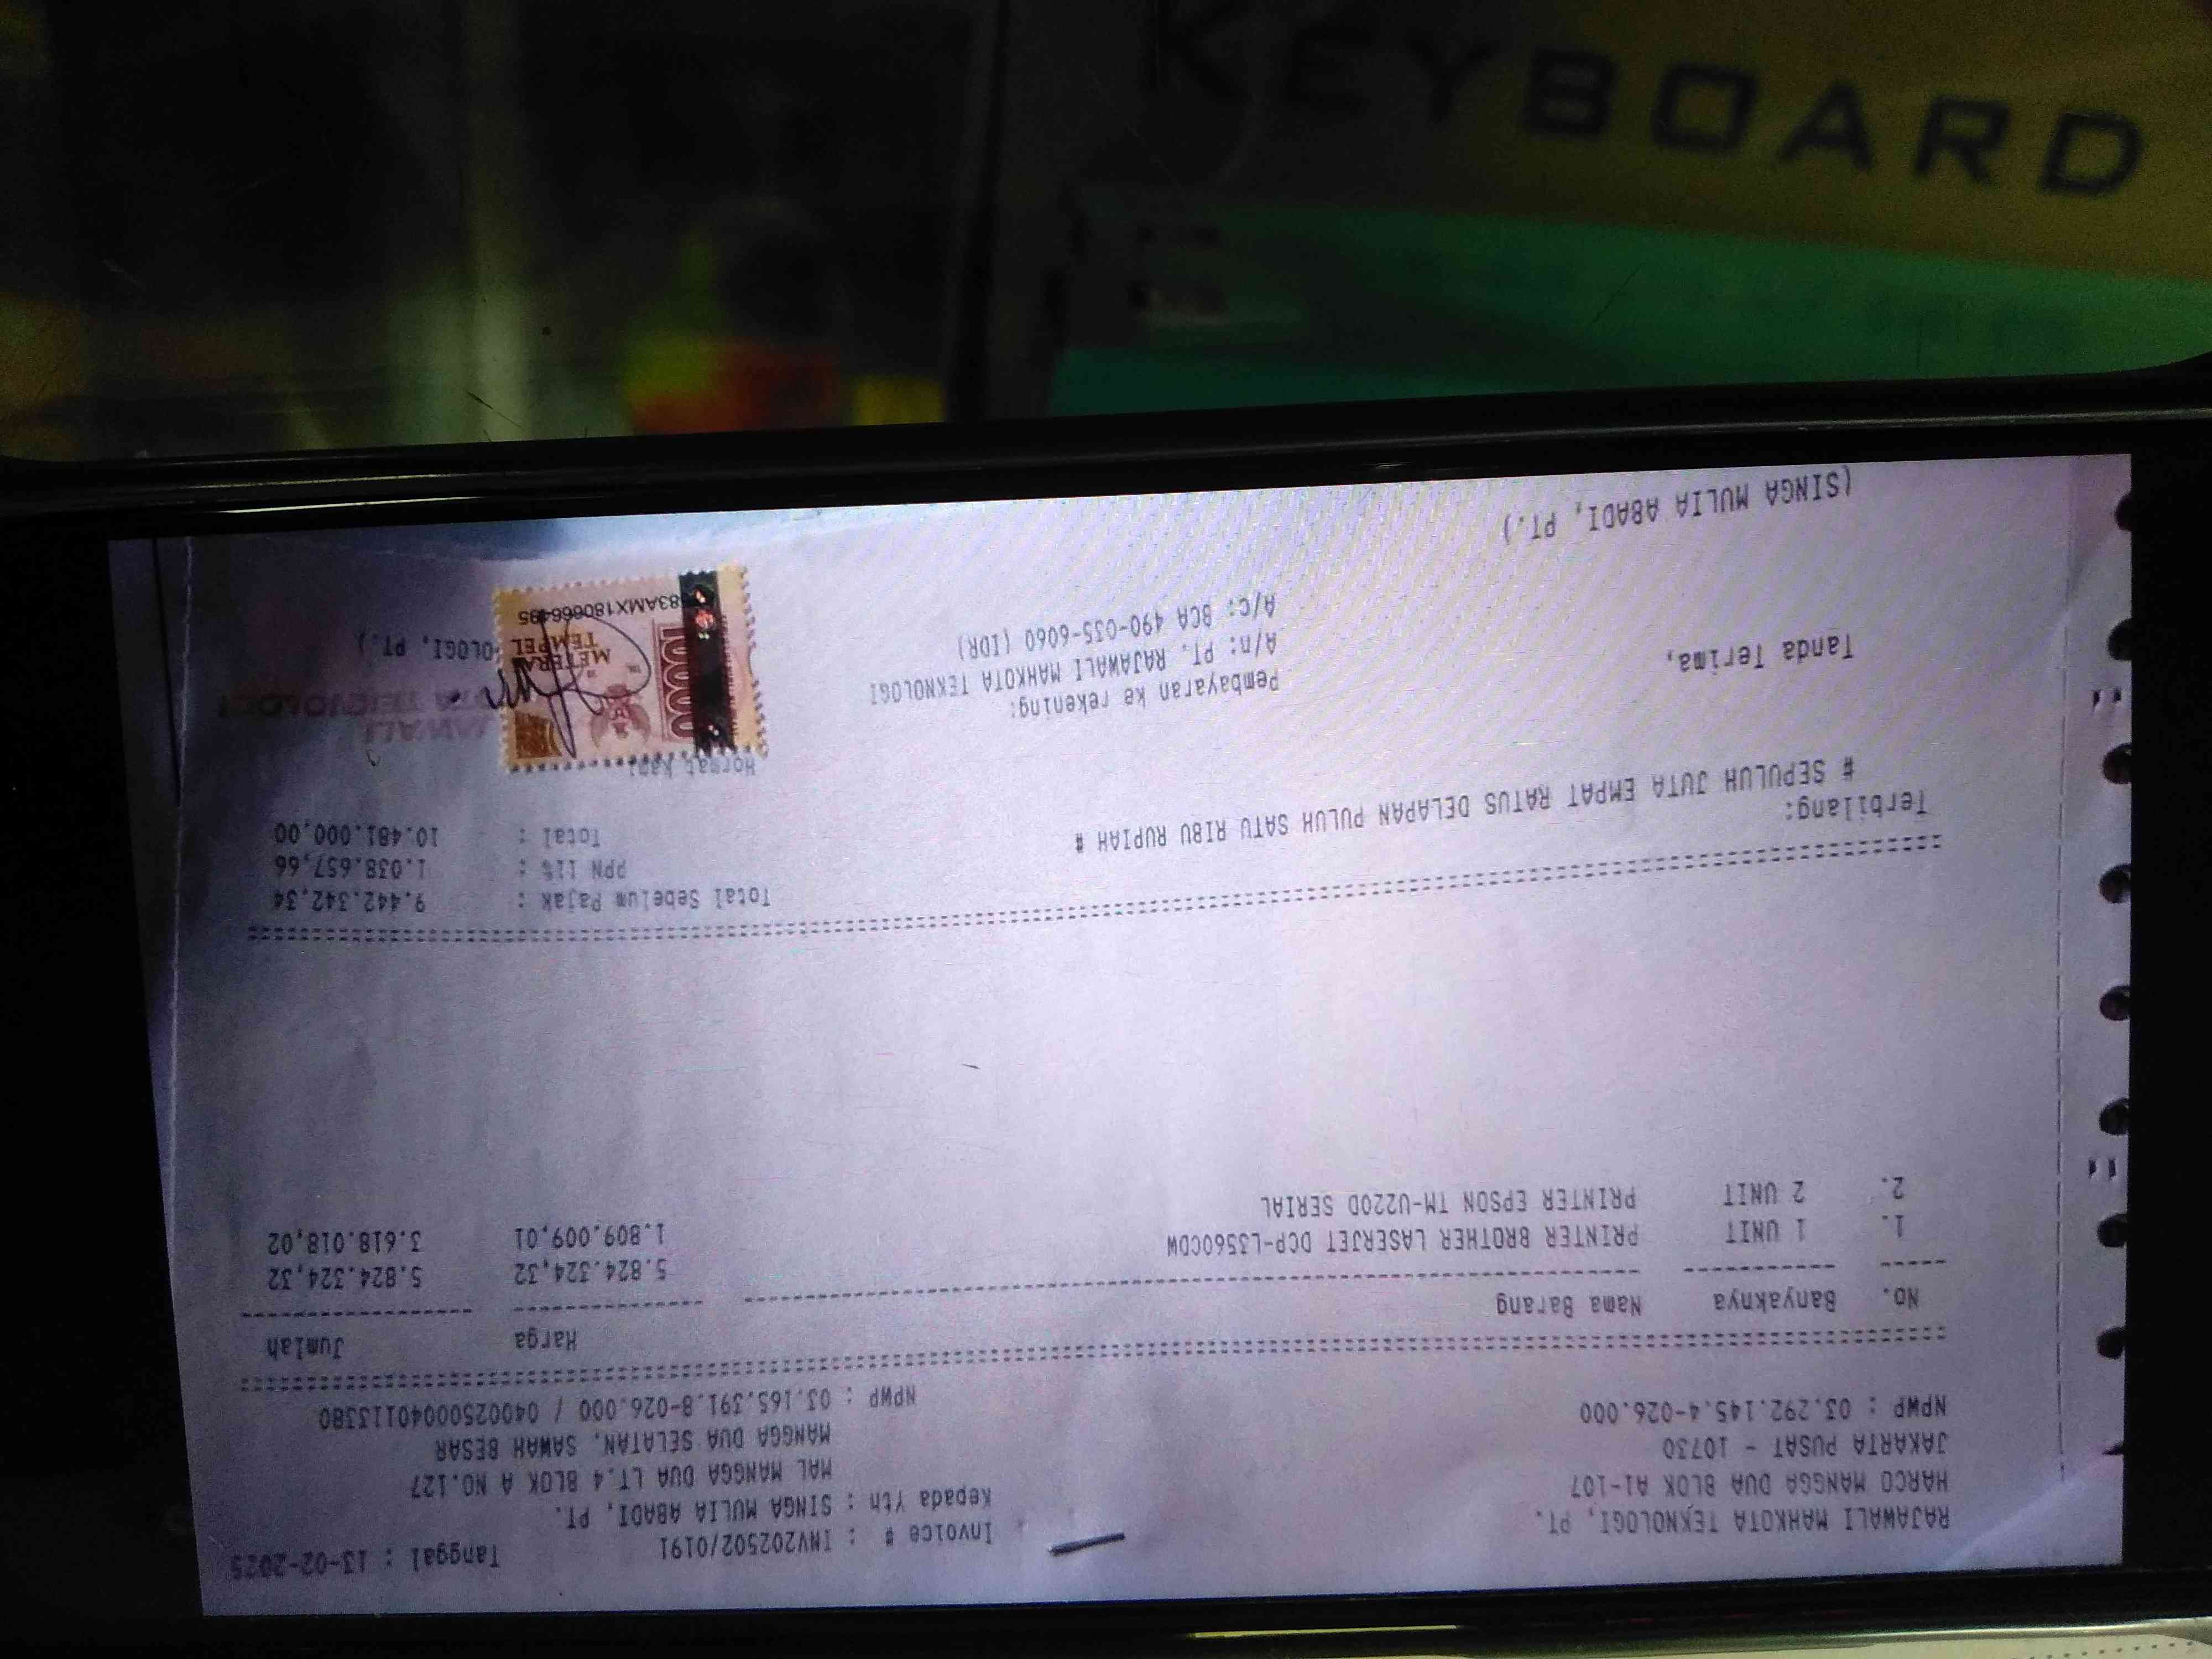 KEYBOARD
RAJAWALI MAHKOTA TEKNOLOGI, PT.
HARCO MANGGA DUA BLOK A1-107
JAKARTA PUSAT - 10730
NPWP : 03.292.145.4-026.000
Invoice # : INV202502/0191 Tanggal : 13-02-2025
Kepada Yth : SINGA MULIA ABADI, PT.
MAL MANGGA DUA LT.4 BLOK A NO.127
MANGGA DUA SELATAN, SAWAH BESAR
NPWP : 03.165.391.8-026.000 / 04002500040113380
No. Banyaknya Nama Barang Harga Jumlah
1. 1 UNIT PRINTER BROTHER LASERJET DCP-L3560CDW 5.824.324,32 5.824.324,32
2. 2 UNIT PRINTER EPSON TM-U220D SERIAL 1.809.009,01 3.618.018,02
Total Sebelum Pajak : 9.442.342,34
PPN 11% : 1.038.657,66
Total : 10.481.000,00
Terbilang:
# SEPULUH JUTA EMPAT RATUS DELAPAN PULUH SATU RIBU RUPIAH #
Tanda Terima,
Pembayaran ke rekening:
A/n: PT. RAJAWALI MAHKOTA TEKNOLOGI
A/c: BCA 490-035-6060 (IDR)
Hormat kami
10000
METERAI
TEMPEL
83AMX180666495
OLOGI, PT.)
(SINGA MULIA ABADI, PT.)